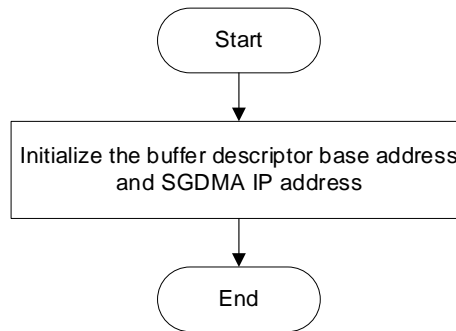 Start
Initialize the buffer descriptor base address
and SGDMA IP address
End